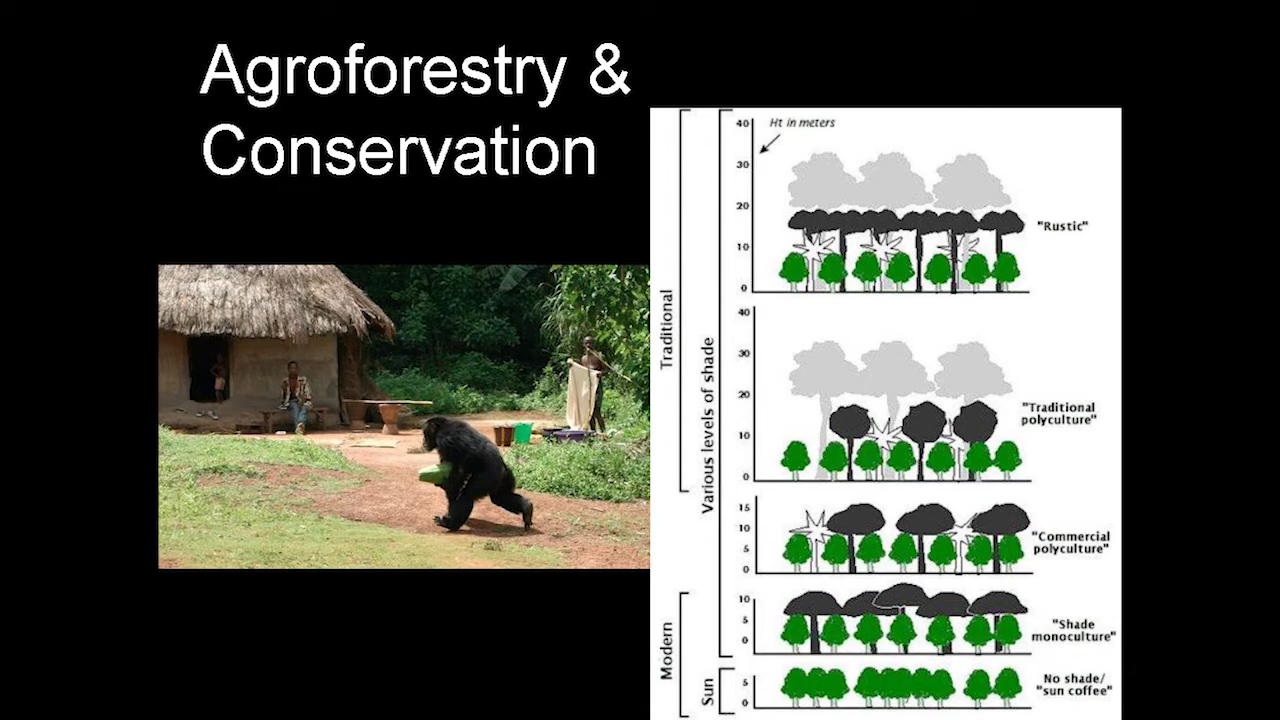 Agroforestry &
Conservation
Traditional
Modern
Various levels of shade
Sun
Ht in meters
40
30
20
10
0
"Rustic"
40
30
20
10
0
"Traditional
polyculture"
15
10
5
0
"Commercial
polyculture"
10
5
0
"Shade
monoculture"
5
0
No shade/
"sun coffee"